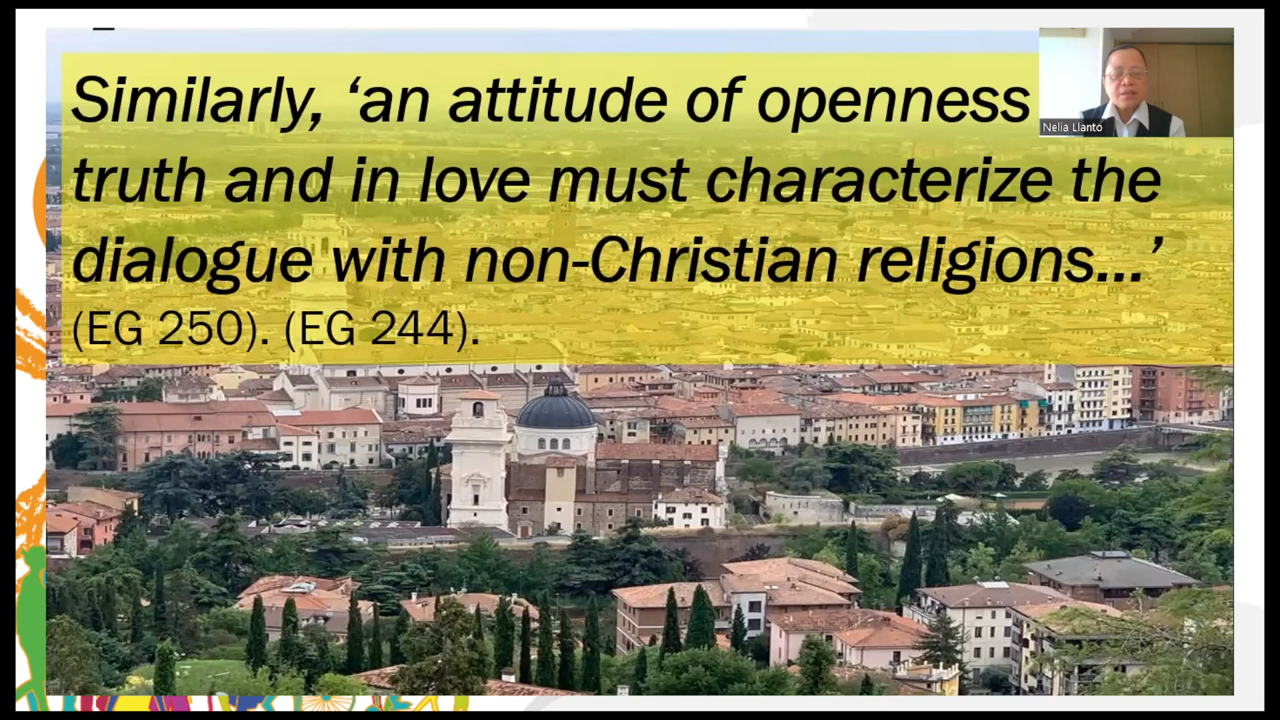 Similarly, ‘an attitude of openness
truth and in love must characterize the
dialogue with non-Christian religions...’
(EG 250). (EG 244).
Nelia Llanto